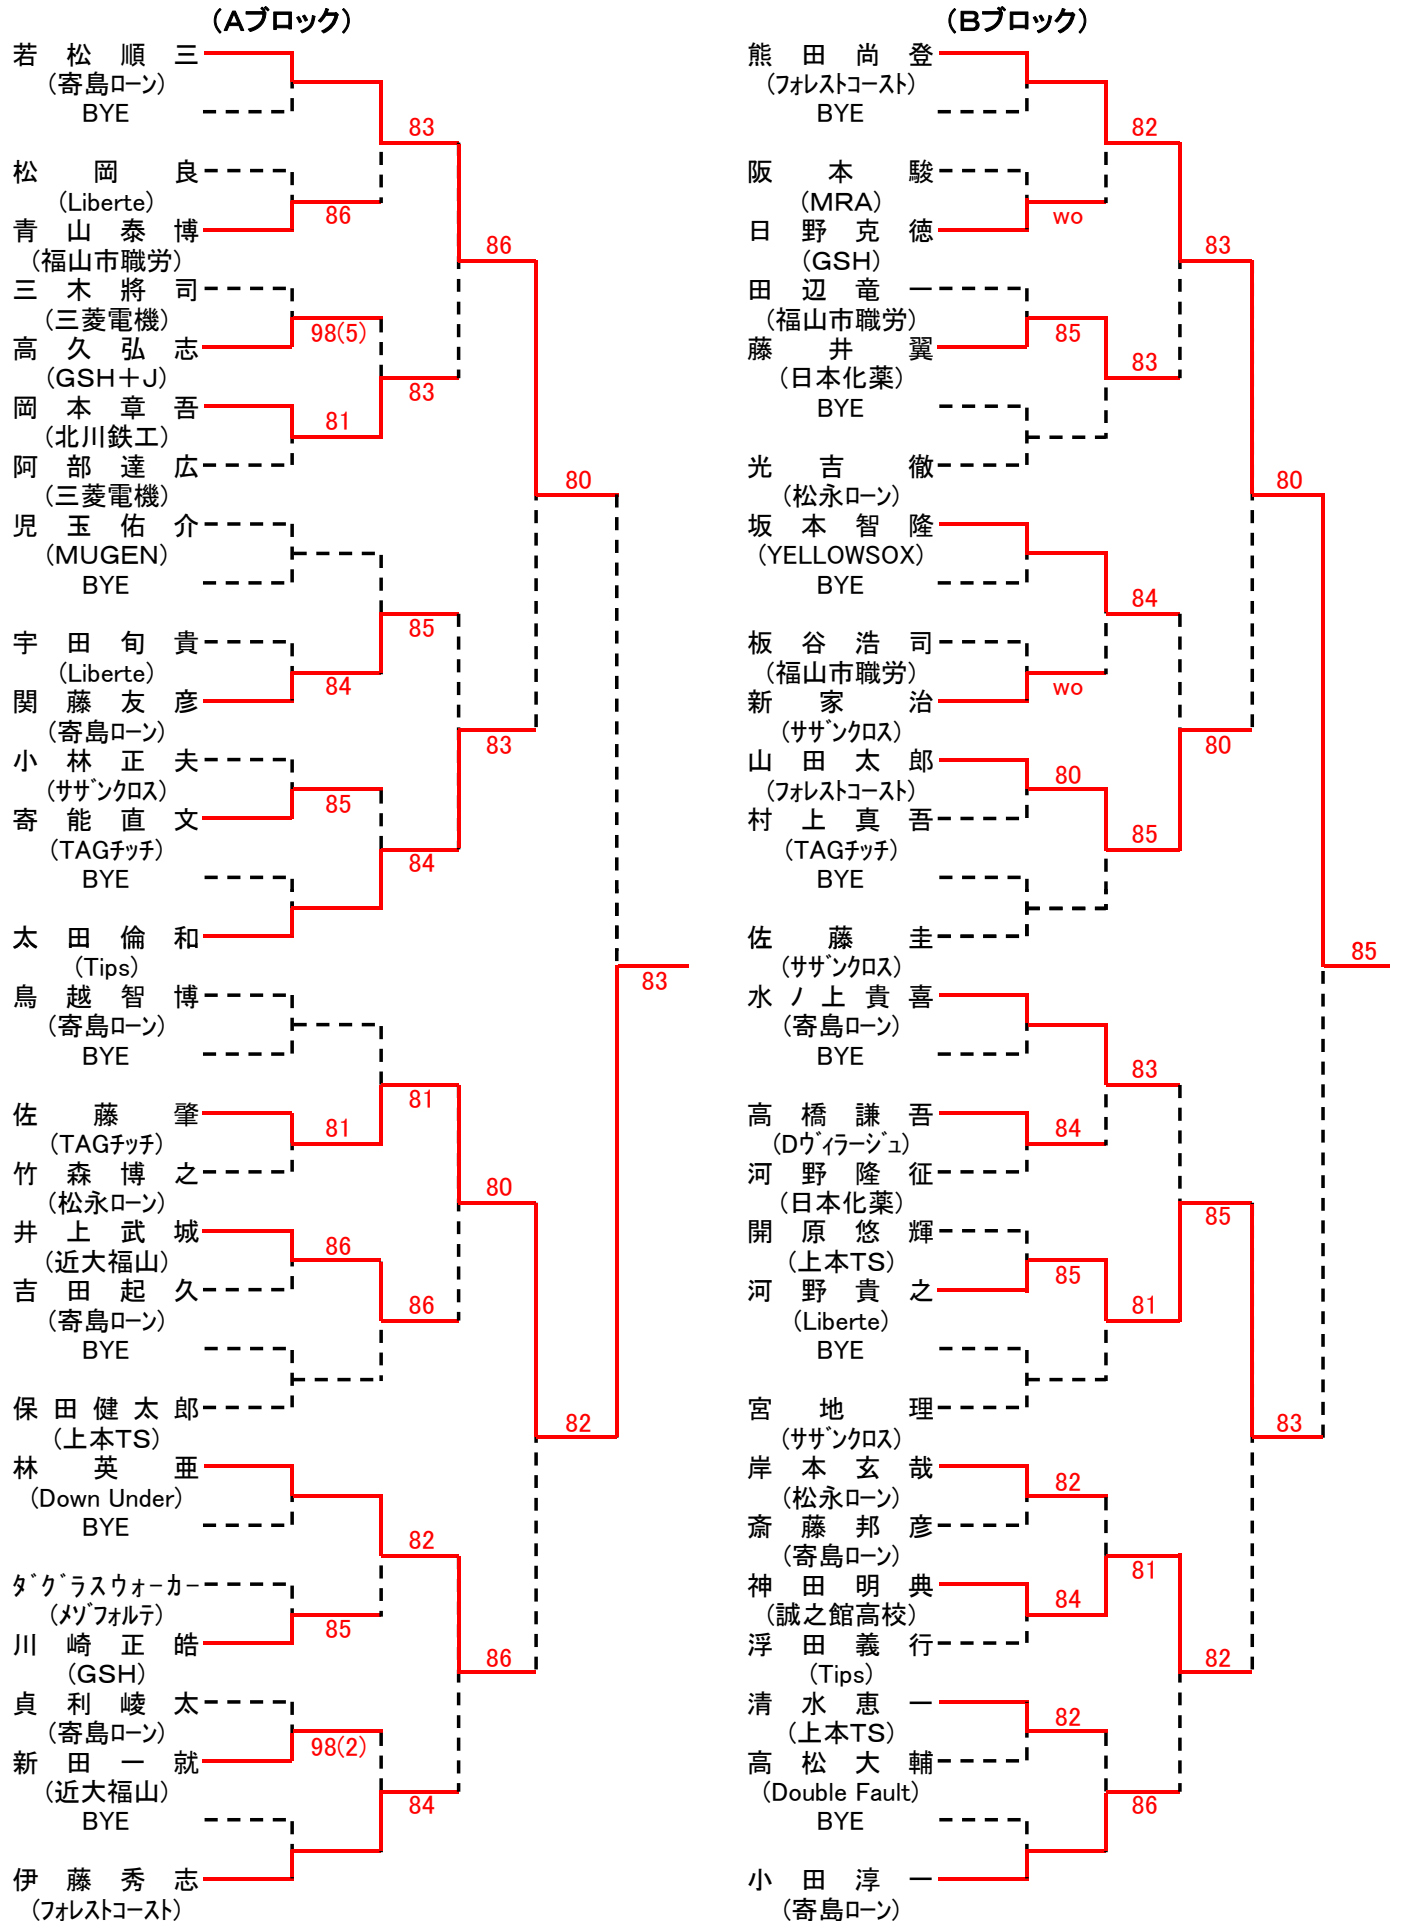 （Aブロック）
若松順三
（寄島ローン）
BYE
83
松岡良
（Liberte）
86
青山泰博
（福山市職労）
86
三木將司
（三菱電機）
98(5)
高久弘志
（GSH＋J）
83
岡本章吾
81
（北川鉄工）
阿部達広
（三菱電機）
80
児玉佑介
（MUGEN）
BYE
85
宇田旬貴
（Liberte）
84
関藤友彦
（寄島ローン）
83
小林正夫
（サザンクロス）
85
寄能直文
（TAGチッチ）
84
BYE
太田倫和
（Tips）
83
鳥越智博
（寄島ローン）
BYE
81
佐藤肇
81
（TAGチッチ）
竹森博之
（松永ローン）
80
井上武城
86
（近大福山）
吉田起久
（寄島ローン）
86
BYE
保田健太郎
（上本TS）
82
林英亜
（Down Under）
BYE
82
ダグラスウォーカー
（メゾフォルテ）
85
川崎正皓
（GSH）
86
貞利崚太
（寄島ローン）
98(2)
新田一就
（近大福山）
84
BYE
伊藤秀志
（フォレストコースト）
（Bブロック）
熊田尚登
（フォレストコースト）
BYE
82
阪本駿
（MRA）
wo
日野克徳
（GSH）
83
田辺竜一
（福山市職労）
85
藤井翼
（日本化薬）
83
BYE
光吉徹
（松永ローン）
80
坂本智隆
（YELLOWSOX）
BYE
84
板谷浩司
（福山市職労）
wo
新家治
（サザンクロス）
80
山田太郎
80
（フォレストコースト）
村上真吾
（TAGチッチ）
85
BYE
佐藤圭
（サザンクロス）
85
水ノ上貴喜
（寄島ローン）
BYE
83
高橋謙吾
84
（Dヴィラージュ）
河野隆征
（日本化薬）
85
開原悠輝
（上本TS）
85
河野貴之
（Liberte）
81
BYE
宮地理
（サザンクロス）
83
岸本玄哉
82
（松永ローン）
斎藤邦彦
（寄島ローン）
81
神田明典
84
（誠之館高校）
浮田義行
（Tips）
82
清水恵一
82
（上本TS）
高松大輔
（Double Fault）
86
BYE
小田淳一
（寄島ローン）